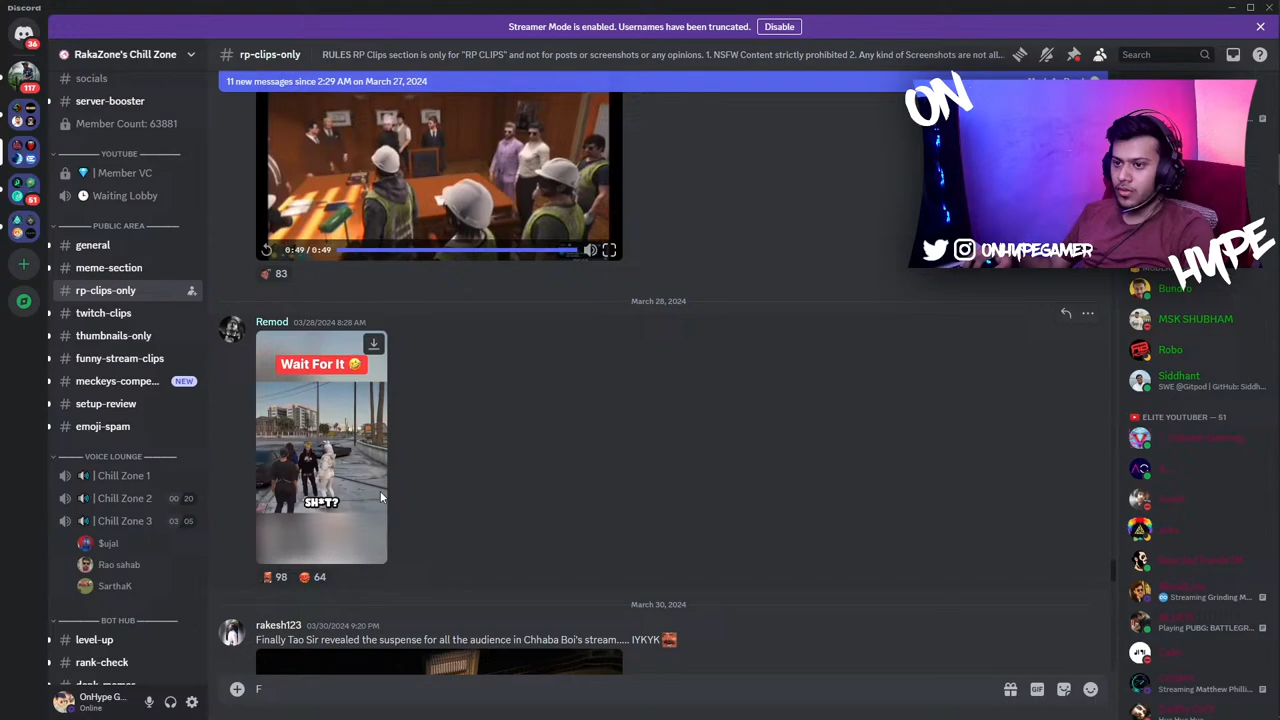 Discord
Streamer Mode is enabled. Usernames have been truncated. Disable
36
117
51
RakaZone's Chill Zone
# rp-clips-only
RULES RP Clips section is only for "RP CLIPS" and not for posts or screenshots or any opinions. 1. NSFW Content strictly prohibited 2. Any kind of Screenshots are not all...
Search
socials
server-booster
Member Count: 63881
YOUTUBE
| Member VC
| Waiting Lobby
PUBLIC AREA
general
meme-section
rp-clips-only
twitch-clips
thumbnails-only
funny-stream-clips
meckeys-compe... NEW
setup-review
emoji-spam
VOICE LOUNGE
| Chill Zone 1
| Chill Zone 2 00 20
| Chill Zone 3 03 05
$ujal
Rao sahab
SarthaK
BOT HUB
level-up
rank-check
OnHype G...
Online
11 new messages since 2:29 AM on March 27, 2024
0:49 / 0:49
83
March 28, 2024
Remod 03/28/2024 8:28 AM
Wait For It 🤣
SH*T?
98 64
March 30, 2024
rakesh123 03/30/2024 9:20 PM
Finally Tao Sir revealed the suspense for all the audience in Chhaba Boi's stream..... IYKYK
F
GIF
ON
HYPE
ONHYPEGAMER
Bundro
MSK SHUBHAM
Robo
Siddhant
SWE @Gitpod | GitHub: Siddh...
ELITE YOUTUBER — 51
Streaming Grinding M...
Playing PUBG: BATTLEGR...
Streaming Matthew Philli...